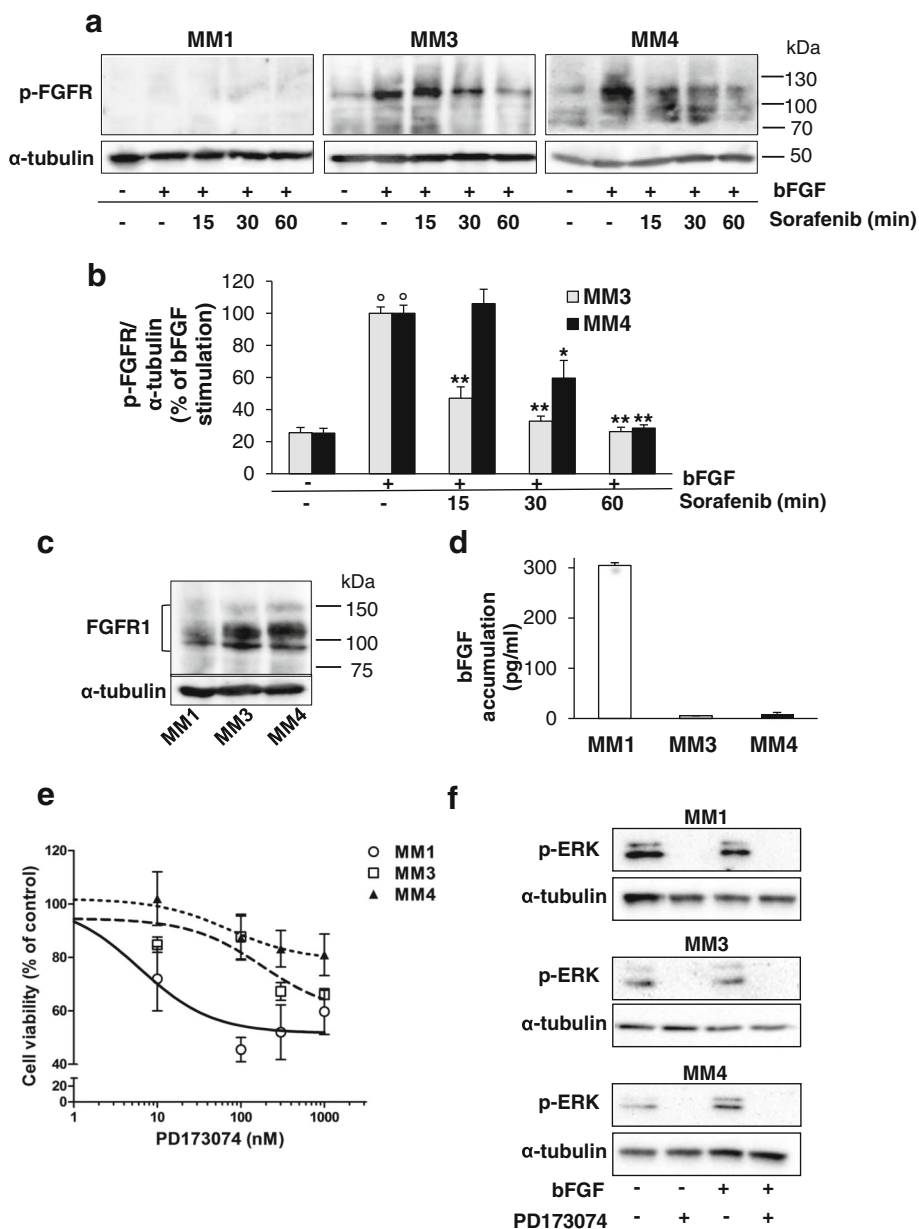 a
MM1 MM3 MM4 kDa
p-FGFR
130
100
70
α-tubulin 50
- + + + + - + + + + - + + + + bFGF
- - 15 30 60 - - 15 30 60 - - 15 30 60 Sorafenib (min)
b
p-FGFR/
α-tubulin
(% of bFGF
stimulation)
120
100
80
60
40
20
0
° °
** ** * ** **
MM3
MM4
- + + + + bFGF
- - 15 30 60 Sorafenib (min)
c
kDa
FGFR1
150
100
75
α-tubulin
MM1 MM3 MM4
d
bFGF
accumulation
(pg/ml)
300
200
100
0
MM1 MM3 MM4
e
Cell viability (% of control)
120
100
80
60
40
20
0
1 10 100 1000
PD173074 (nM)
MM1
MM3
MM4
f
MM1
p-ERK
α-tubulin
MM3
p-ERK
α-tubulin
MM4
p-ERK
α-tubulin
bFGF - - + +
PD173074 - + - +